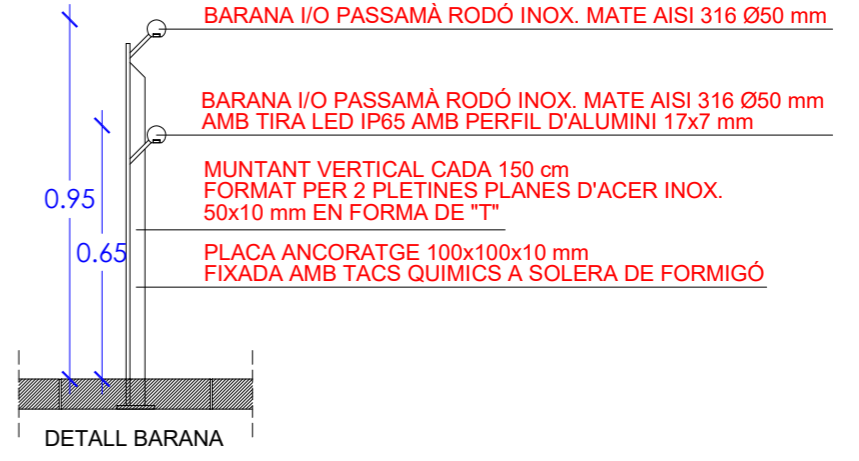 BARANA I/O PASSAMÀ RODÓ INOX. MATE AISI 316 Ø50 mm
BARANA I/O PASSAMÀ RODÓ INOX. MATE AISI 316 Ø50 mm
AMB TIRA LED IP65 AMB PERFIL D'ALUMINI 17x7 mm
MUNTANT VERTICAL CADA 150 cm
FORMAT PER 2 PLETINES PLANES D'ACER INOX.
50x10 mm EN FORMA DE "T"
0.95
0.65
PLACA ANCORATGE 100x100x10 mm
FIXADA AMB TACS QUIMICS A SOLERA DE FORMIGÓ
DETALL BARANA